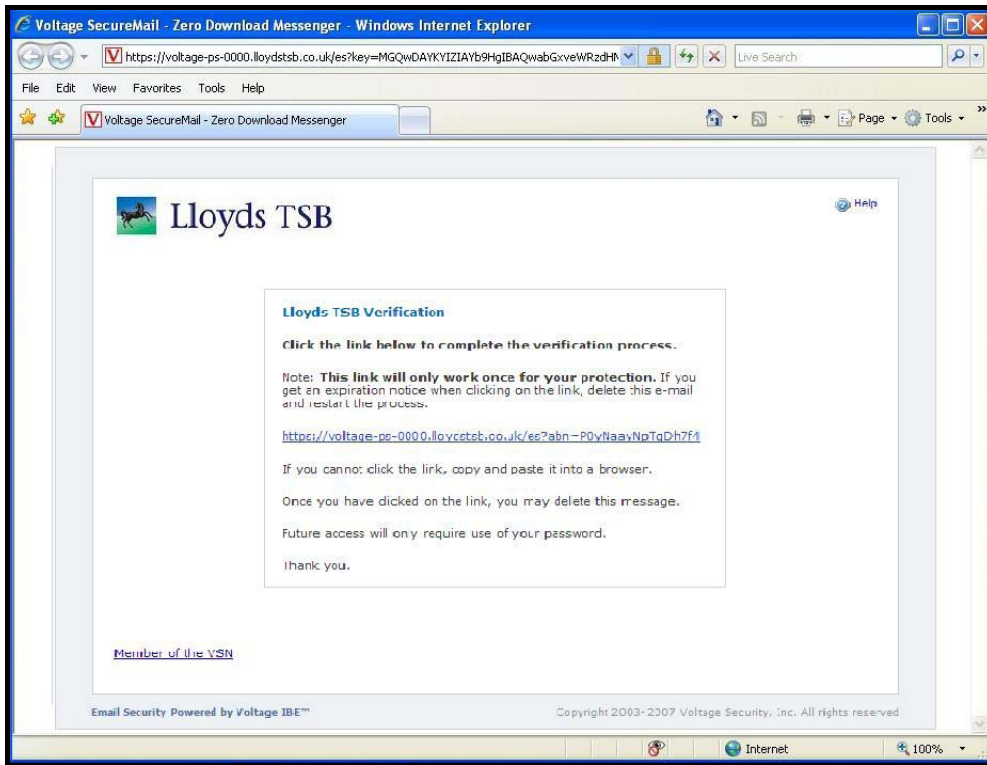 Voltage SecureMail - Zero Download Messenger - Windows Internet Explorer
https://voltage-ps-0000.lloydstsb.co.uk/es?key=MGQwDAYKYIZIAYb9HgIBAQwabGxveWRzdHN
Live Search
File Edit View Favorites Tools Help
Voltage SecureMail - Zero Download Messenger
Page Tools
Lloyds TSB
Help
Lloyds TSB Verification
Click the link below to complete the verification process.
Note: This link will only work once for your protection. If you
get an expiration notice when clicking on the link, delete this e-mail
and restart the process.
https://voltage-ps-0000.lloydstsb.co.uk/es?abn=P0yNaayNpTgDh7f4
If you cannot click the link, copy and paste it into a browser.
Once you have clicked on the link, you may delete this message.
Future access will only require use of your password.
Thank you.
Member of the VSN
Email Security Powered by Voltage IBE™
Copyright 2003-2007 Voltage Security, Inc. All rights reserved
Internet
100%